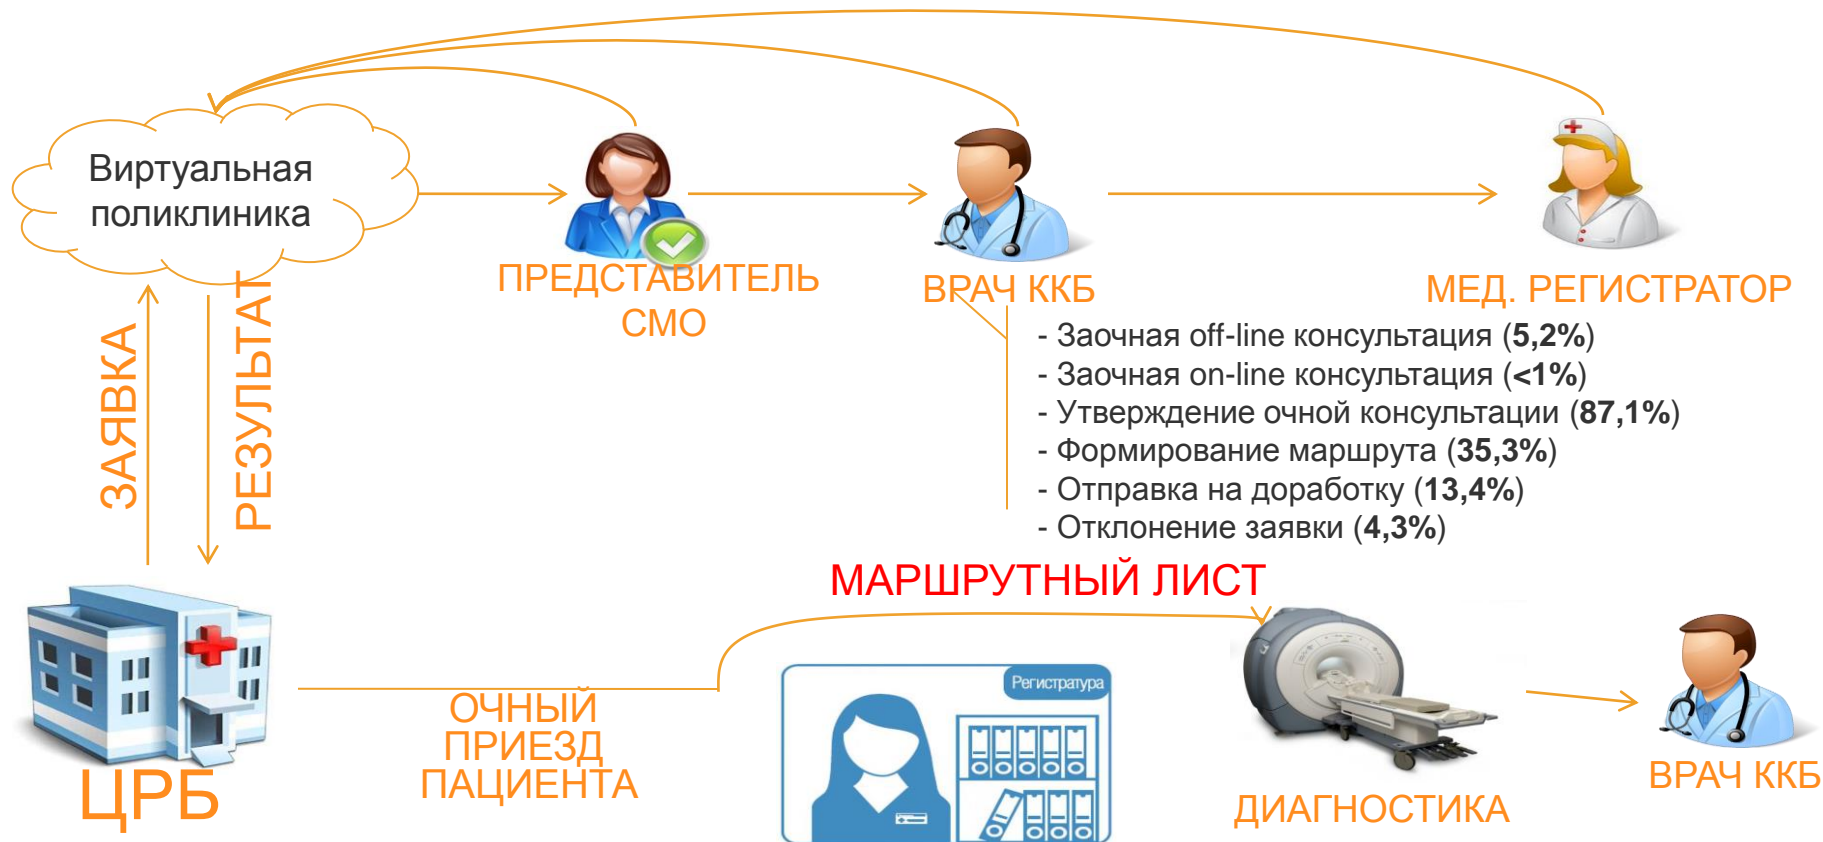 Виртуальная
поликлиника
ПРЕДСТАВИТЕЛЬ
СМО
ВРАЧ ККБ
МЕД. РЕГИСТРАТОР
ЗАЯВКА
РЕЗУЛЬТАТ
- Заочная off-line консультация (5,2%)
- Заочная on-line консультация (<1%)
- Утверждение очной консультации (87,1%)
- Формирование маршрута (35,3%)
- Отправка на доработку (13,4%)
- Отклонение заявки (4,3%)
МАРШРУТНЫЙ ЛИСТ
Регистратура
ОЧНЫЙ
ПРИЕЗД
ПАЦИЕНТА
ЦРБ
ДИАГНОСТИКА
ВРАЧ ККБ